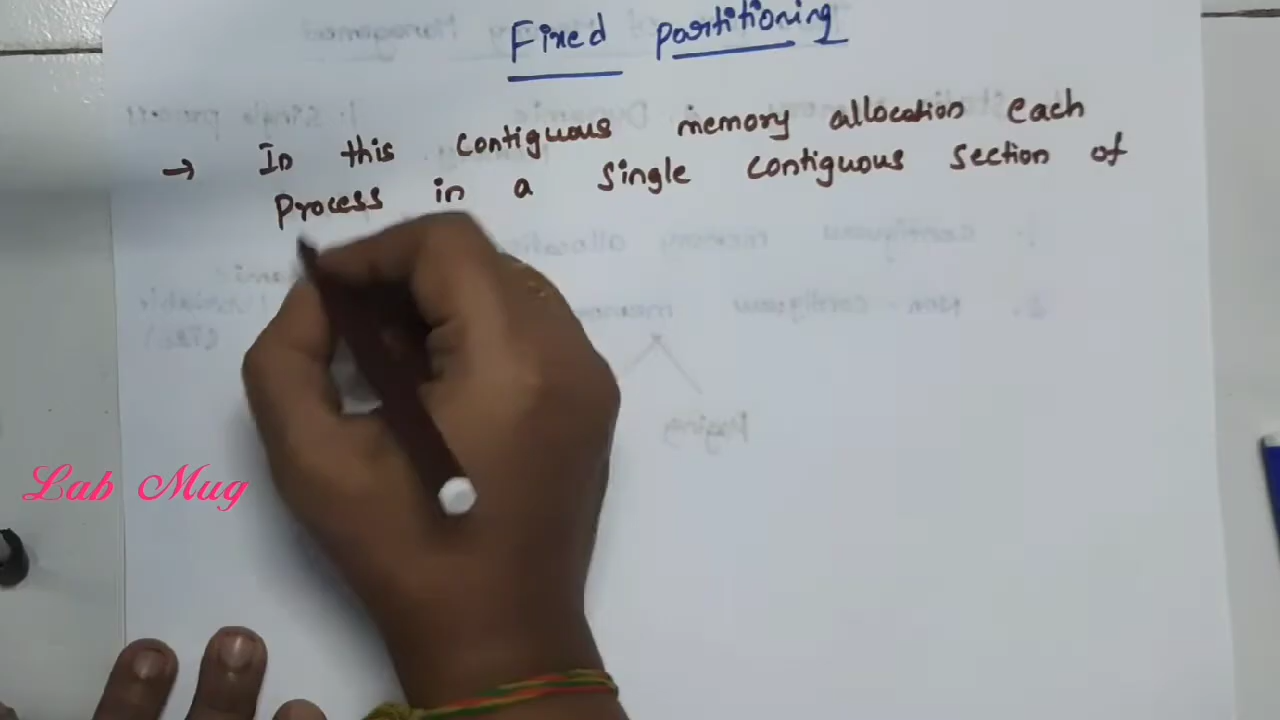 Fixed partitioning
→ In this contiguous memory allocation each
process in a single contiguous section of
Lab Mug